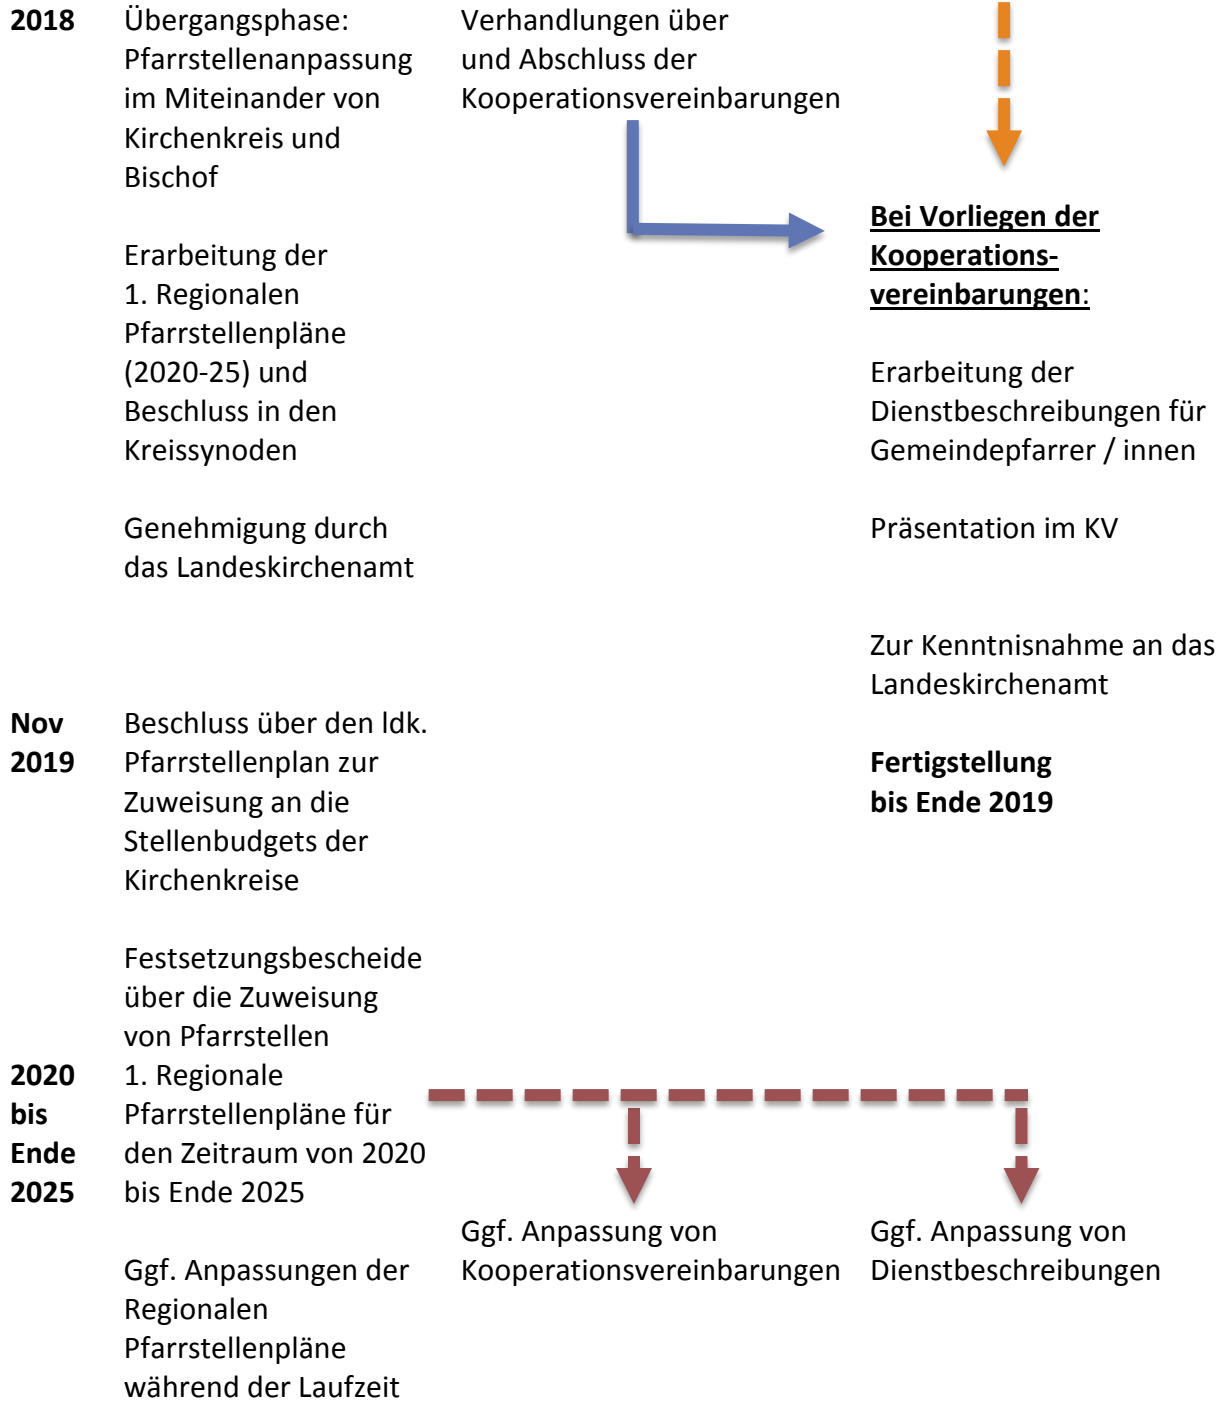 2018
Übergangsphase:
Pfarrstellenanpassung
im Miteinander von
Kirchenkreis und
Bischof
Erarbeitung der
1. Regionalen
Pfarrstellenpläne
(2020-25) und
Beschluss in den
Kreissynoden
Genehmigung durch
das Landeskirchenamt
Verhandlungen über
und Abschluss der
Kooperationsvereinbarungen
Bei Vorliegen der
Kooperations-
vereinbarungen:
Erarbeitung der
Dienstbeschreibungen für
Gemeindepfarrer / innen
Präsentation im KV
Zur Kenntnisnahme an das
Landeskirchenamt
Nov
2019
Beschluss über den ldk.
Pfarrstellenplan zur
Zuweisung an die
Stellenbudgets der
Kirchenkreise
Festsetzungsbescheide
über die Zuweisung
von Pfarrstellen
Fertigstellung
bis Ende 2019
2020
bis
Ende
2025
1. Regionale
Pfarrstellenpläne für
den Zeitraum von 2020
bis Ende 2025
Ggf. Anpassungen der
Regionalen
Pfarrstellenpläne
während der Laufzeit
Ggf. Anpassung von
Kooperationsvereinbarungen
Ggf. Anpassung von
Dienstbeschreibungen